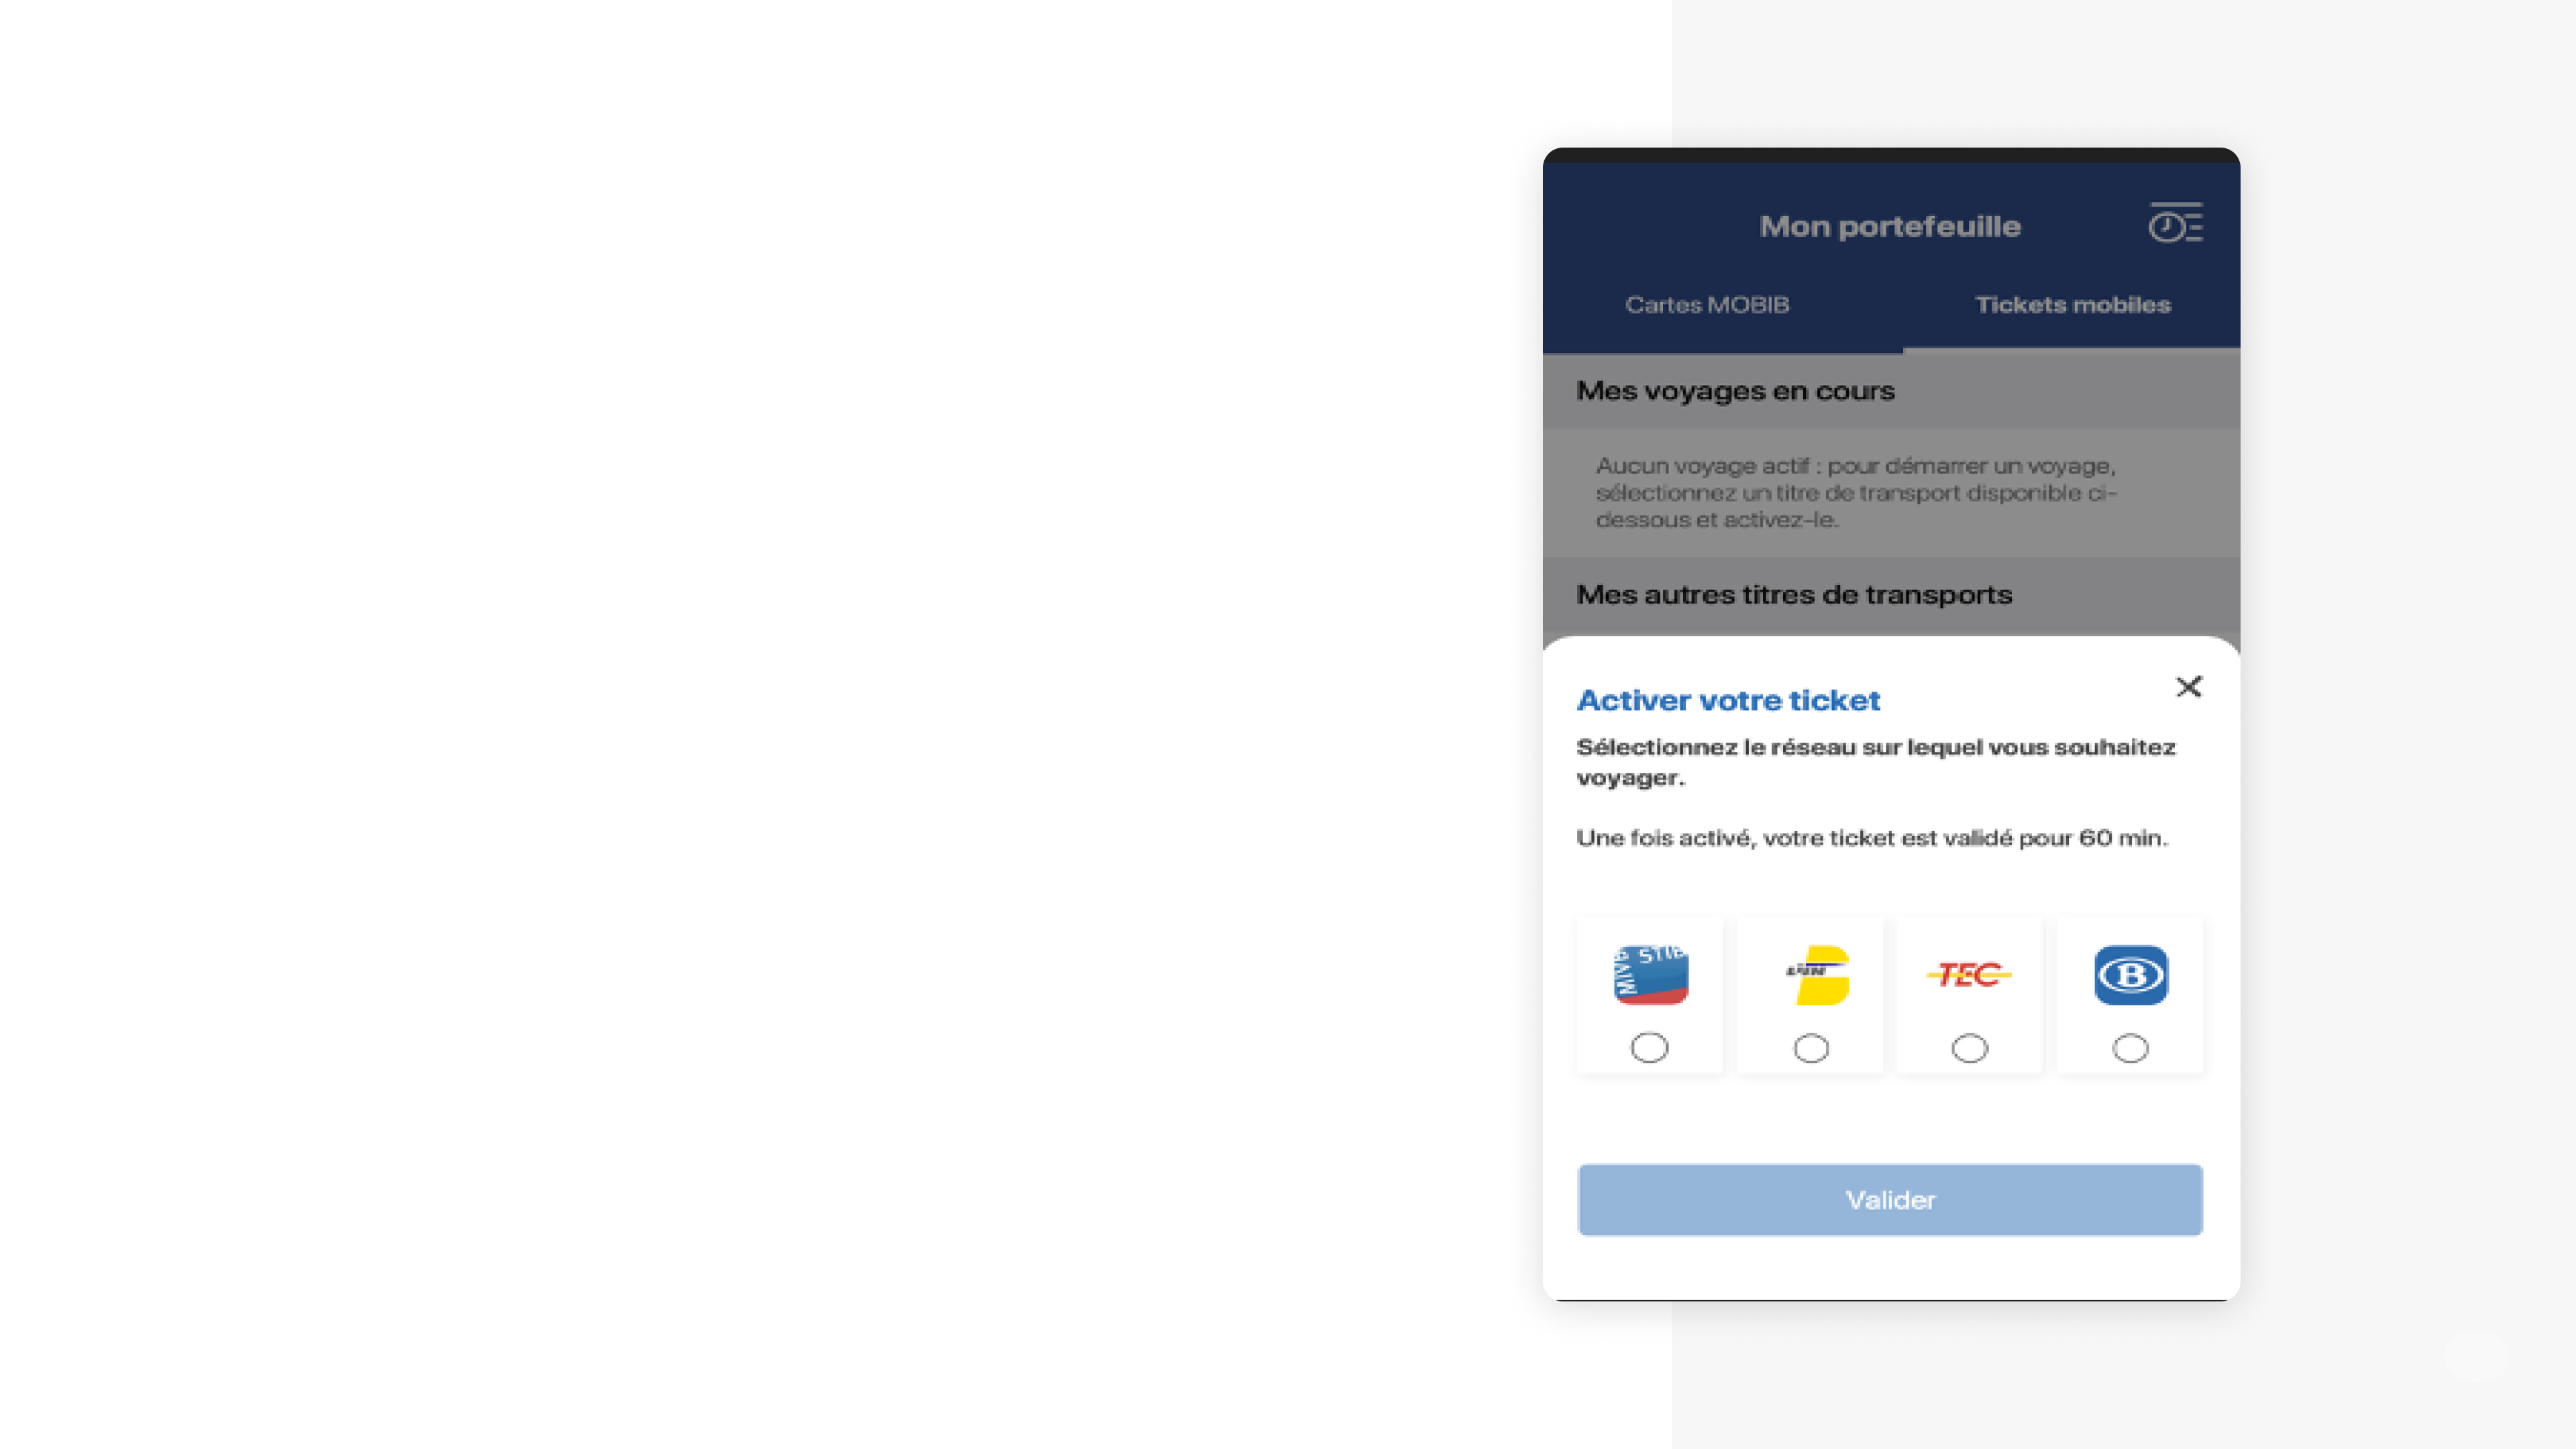 Mon portefeuille
Cartes MOBIB
Tickets mobiles
Mes voyages en cours
Aucun voyage actif : pour démarrer un voyage,
sélectionnez un titre de transport disponible ci-
dessous et activez-le.
Mes autres titres de transports
Activer votre ticket
Sélectionnez le réseau sur lequel vous souhaitez
voyager.
Une fois activé, votre ticket est validé pour 60 min.
MIVB STIB
TEC
B
Valider